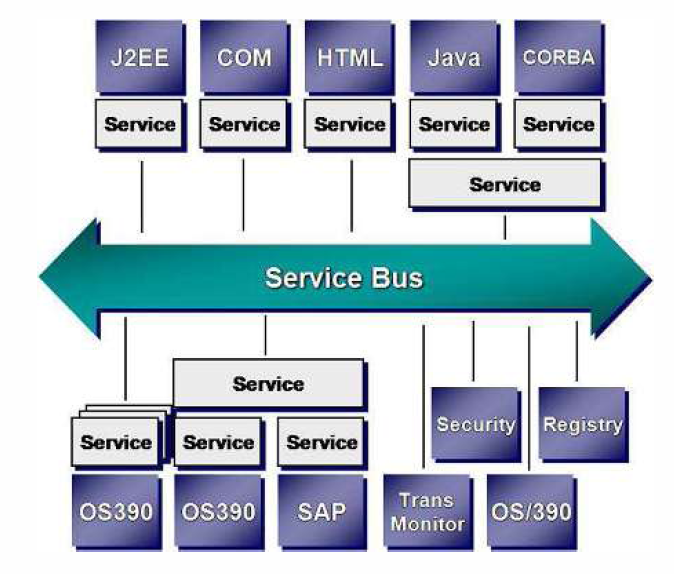 J2EE COM HTML Java CORBA
Service Service Service Service Service
Service
Service Bus
Service
Security Registry
Service Service Service
OS390 OS390 SAP Trans Monitor OS/390